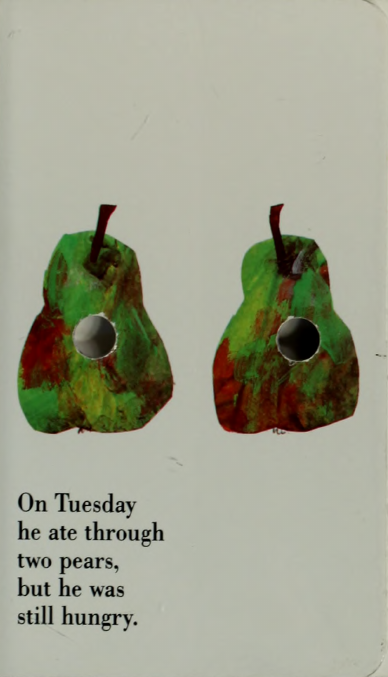 On Tuesday
he ate through
two pears,
but he was
still hungry.